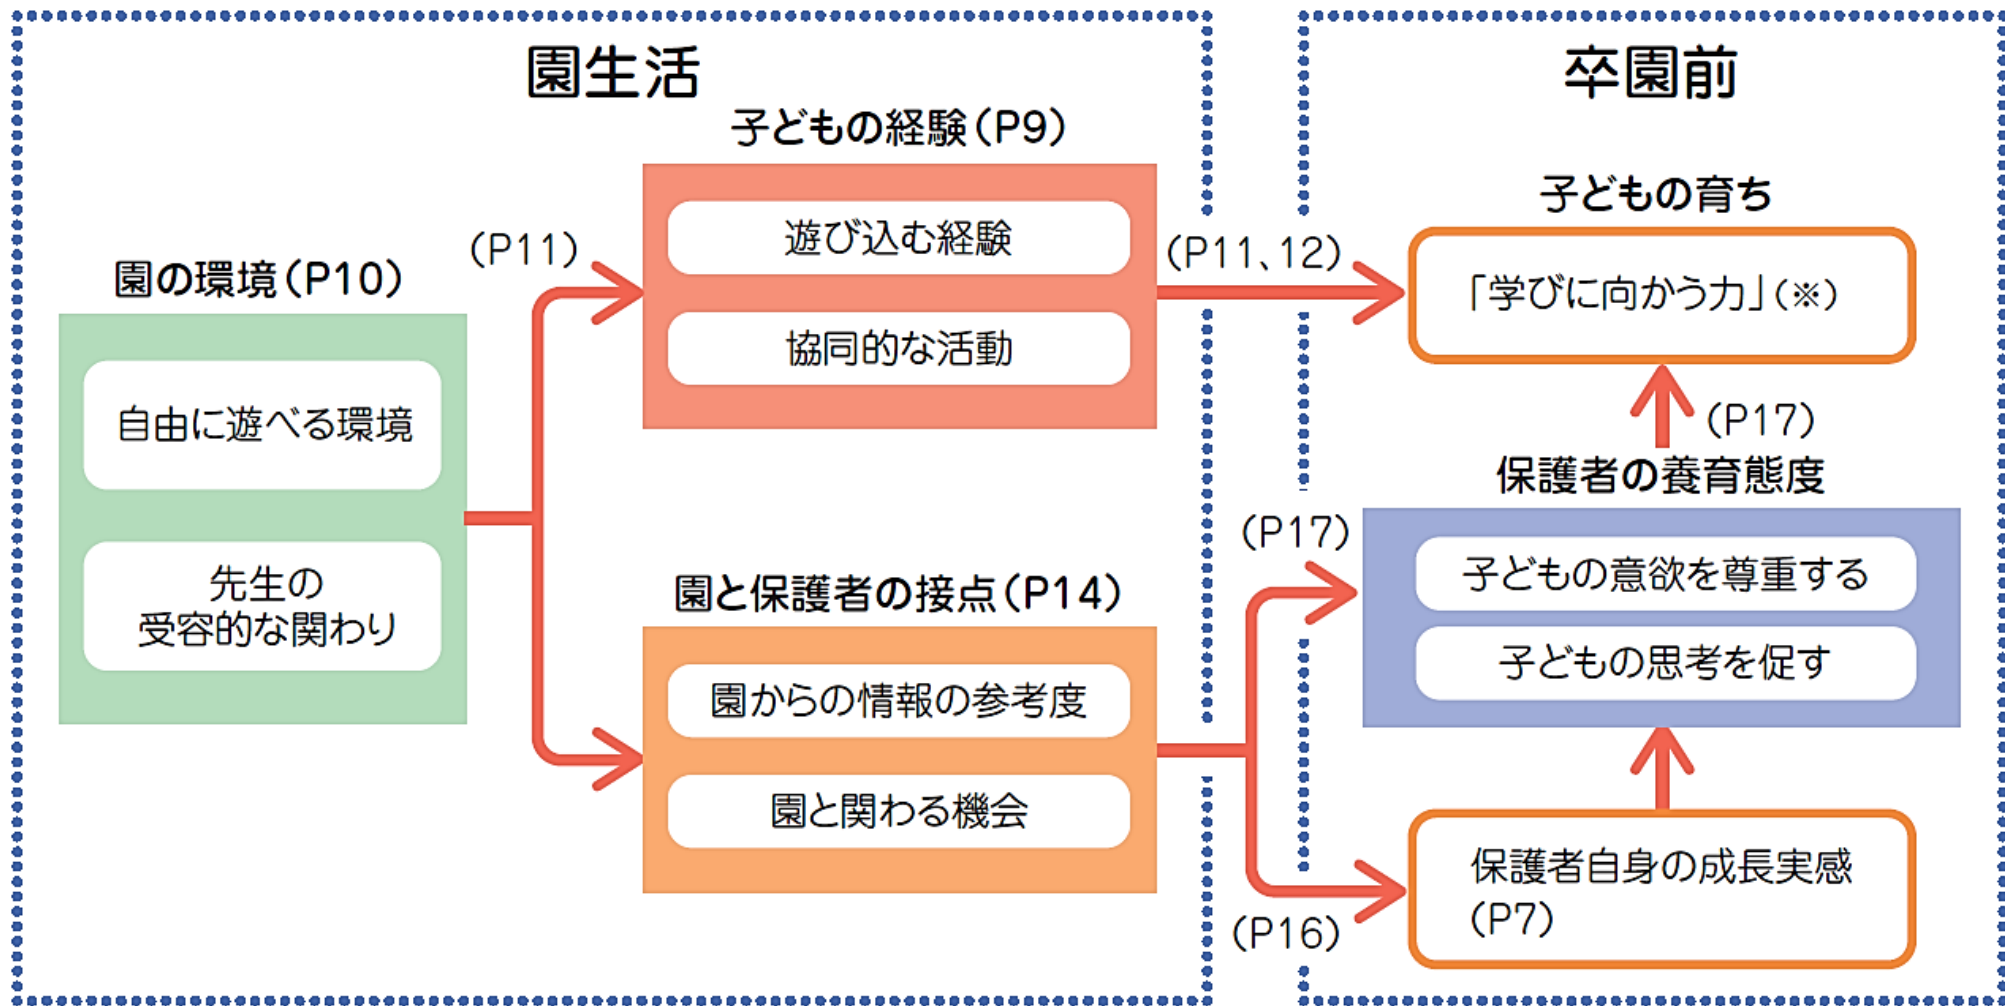 園生活
子どもの経験(P9)
遊び込む経験
協同的な活動
(P11)
園の環境(P10)
自由に遊べる環境
先生の
受容的な関わり
園と保護者の接点(P14)
園からの情報の参考度
園と関わる機会
卒園前
(P11、12)
子どもの育ち
「学びに向かう力」(※)
(P17)
保護者の養育態度
(P17)
子どもの意欲を尊重する
子どもの思考を促す
(P16)
保護者自身の成長実感
(P7)